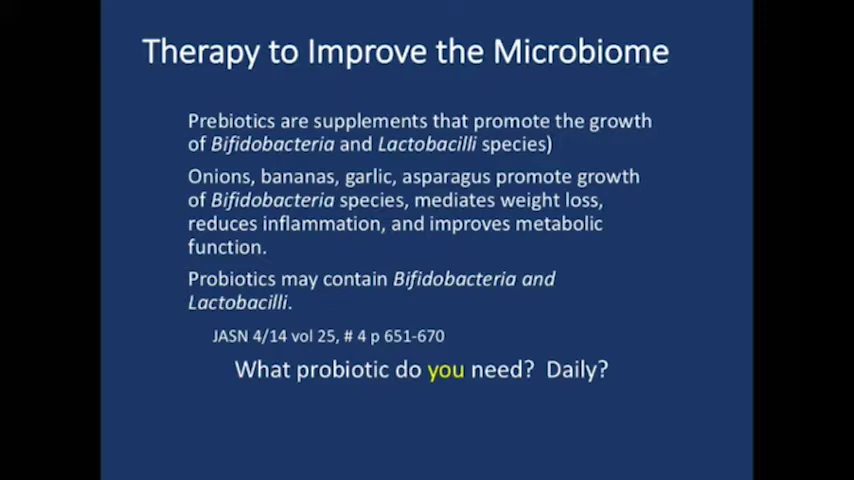 Therapy to Improve the Microbiome
Prebiotics are supplements that promote the growth
of Bifidobacteria and Lactobacilli species)
Onions, bananas, garlic, asparagus promote growth
of Bifidobacteria species, mediates weight loss,
reduces inflammation, and improves metabolic
function.
Probiotics may contain Bifidobacteria and
Lactobacilli.
JASN 4/14 vol 25, # 4 p 651-670
What probiotic do you need?  Daily?